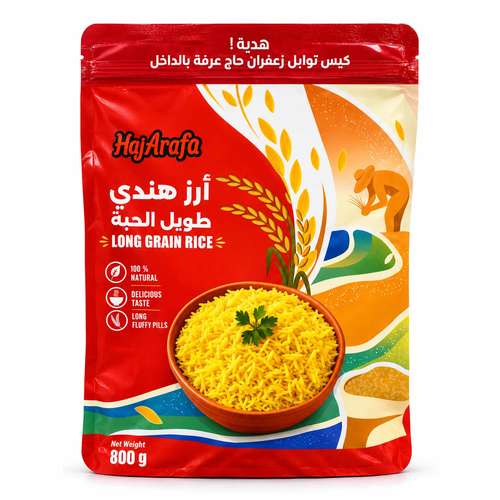 هدية !
كيس توابل زعفران حاج عرفة بالداخل
HajArafa
أرز هندي
طويل الحبة
LONG GRAIN RICE
100 %
NATURAL
DELICIOUS
TASTE
LONG
FLUFFY PILLS
Net Weight
800 g